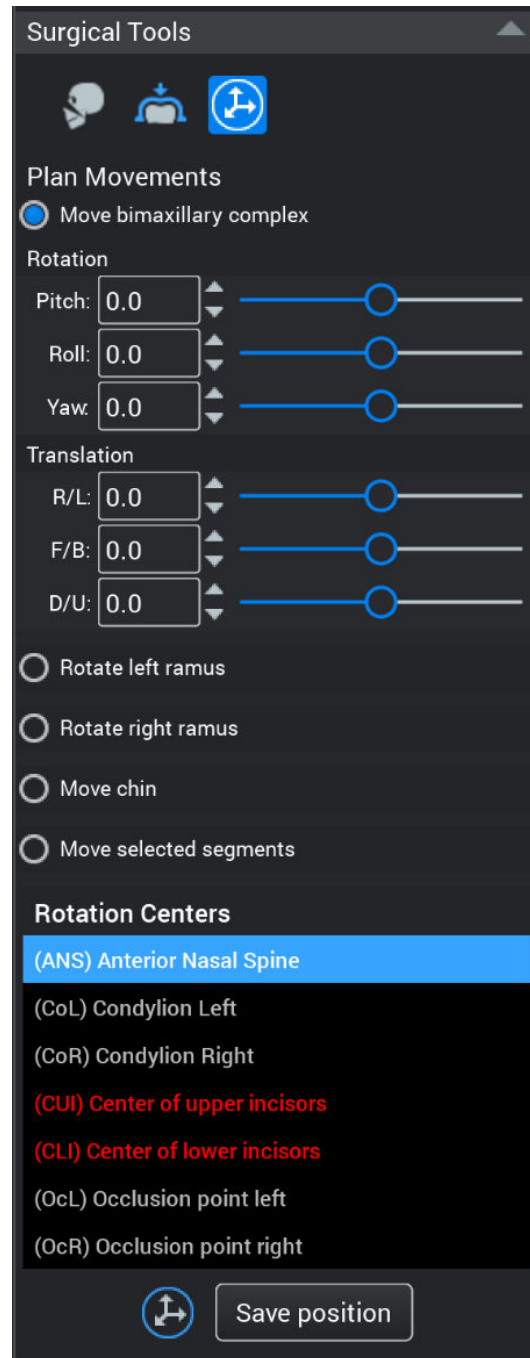 Surgical Tools
Plan Movements
Move bimaxillary complex
Rotation
Pitch: 0.0
Roll: 0.0
Yaw: 0.0
Translation
R/L: 0.0
F/B: 0.0
D/U: 0.0
Rotate left ramus
Rotate right ramus
Move chin
Move selected segments
Rotation Centers
(ANS) Anterior Nasal Spine
(CoL) Condylion Left
(CoR) Condylion Right
(CUI) Center of upper incisors
(CLI) Center of lower incisors
(OcL) Occlusion point left
(OcR) Occlusion point right
Save position